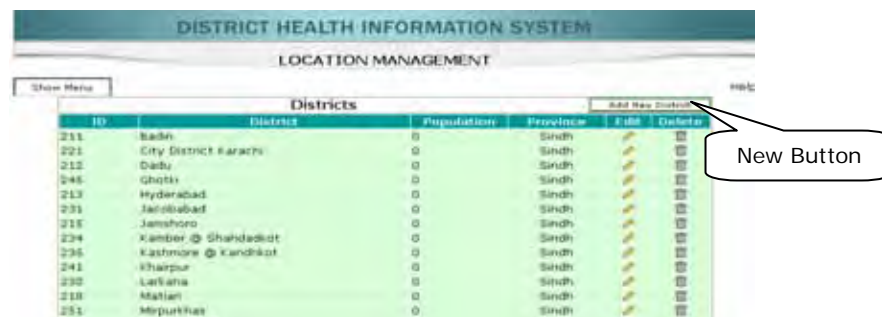 DISTRICT HEALTH INFORMATION SYSTEM
LOCATION MANAGEMENT
Show Menu
Help
Districts Add New District
ID District Population Province Edit Delete
211 Badin 0 Sindh
221 City District Karachi 0 Sindh
212 Dadu 0 Sindh
Ghotki 0 Sindh
213 Hyderabad 0 Sindh
231 Jacobabad 0 Sindh
215 Jamshoro 0 Sindh
234 Kamber @ Shahdadkot 0 Sindh
Kashmore @ Kandhkot 0 Sindh
241 Khairpur 0 Sindh
Larkana 0 Sindh
218 Matiari 0 Sindh
251 Mirpurkhas 0 Sindh
New Button